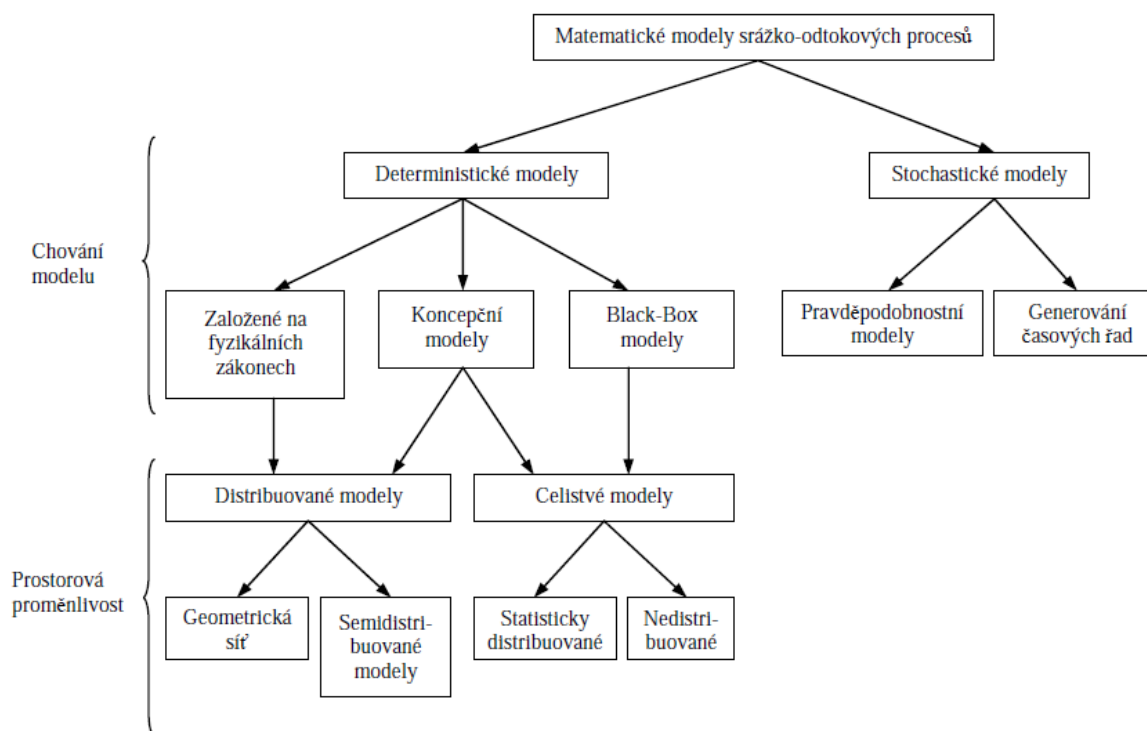 Matematické modely srážko-odtokových procesů
Deterministické modely
Stochastické modely
Chování
modelu
Založené na
fyzikálních
zákonech
Koncepční
modely
Black-Box
modely
Pravděpodobnostní
modely
Generování
časových řad
Distribuované modely
Celistvé modely
Prostorová
proměnlivost
Geometrická
síť
Semidistri-
buované
modely
Statisticky
distribuované
Nedistri-
buované